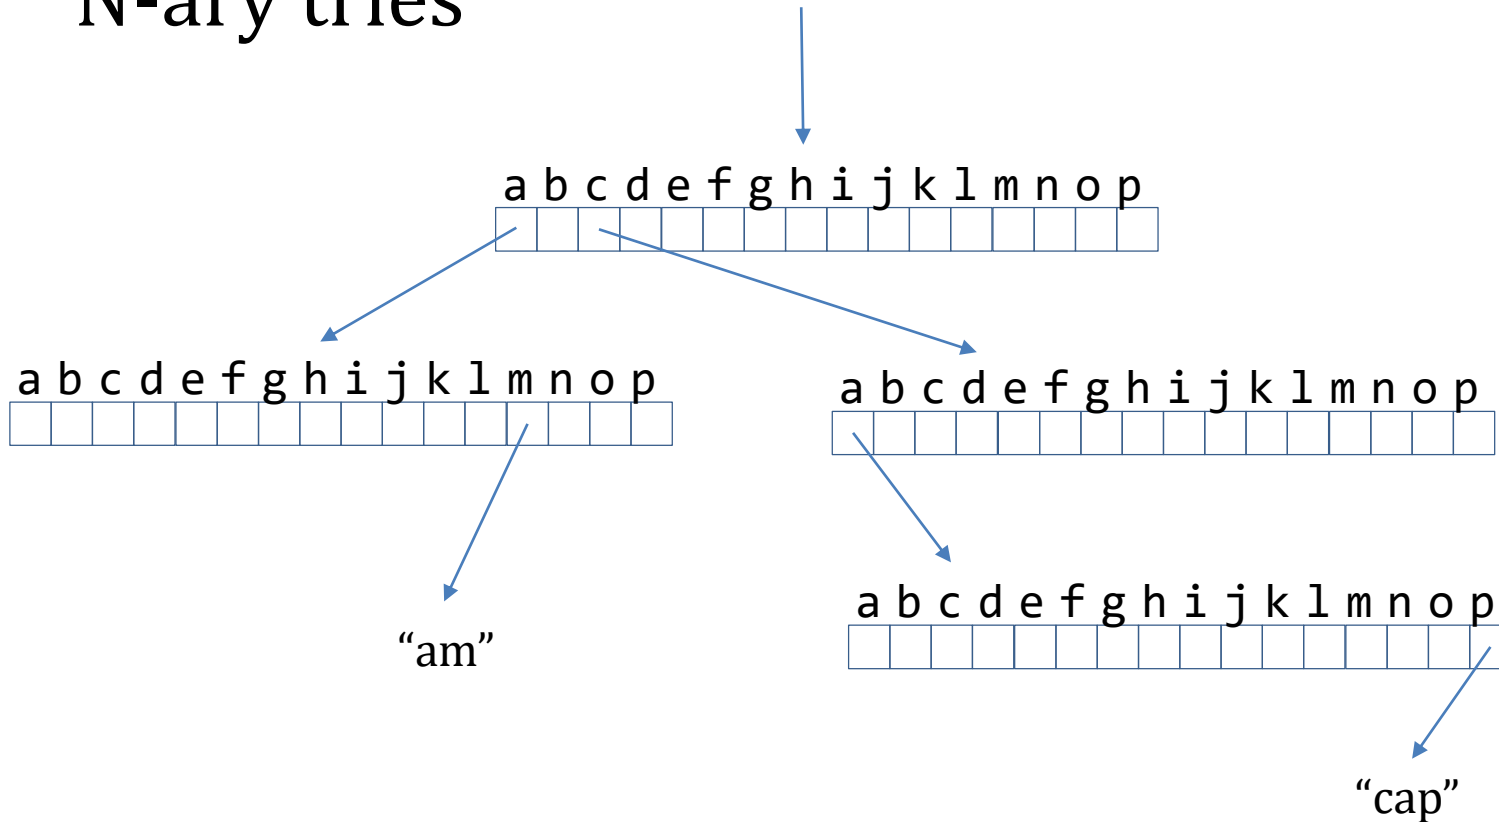 N-ary tries
a b c d e f g h i j k l m n o p
a b c d e f g h i j k l m n o p
a b c d e f g h i j k l m n o p
a b c d e f g h i j k l m n o p
“am”
“cap”